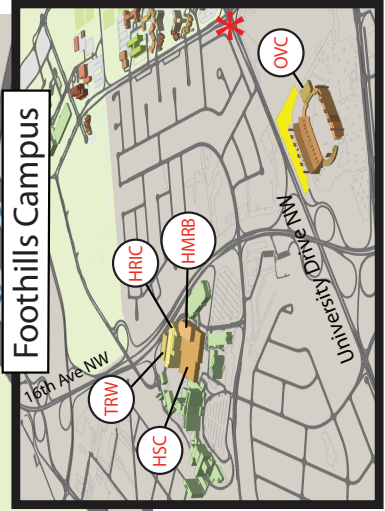 Foothills Campus
16th Ave NW
TRW
HRIC
HMRB
HSC
OVC
University Drive NW
*